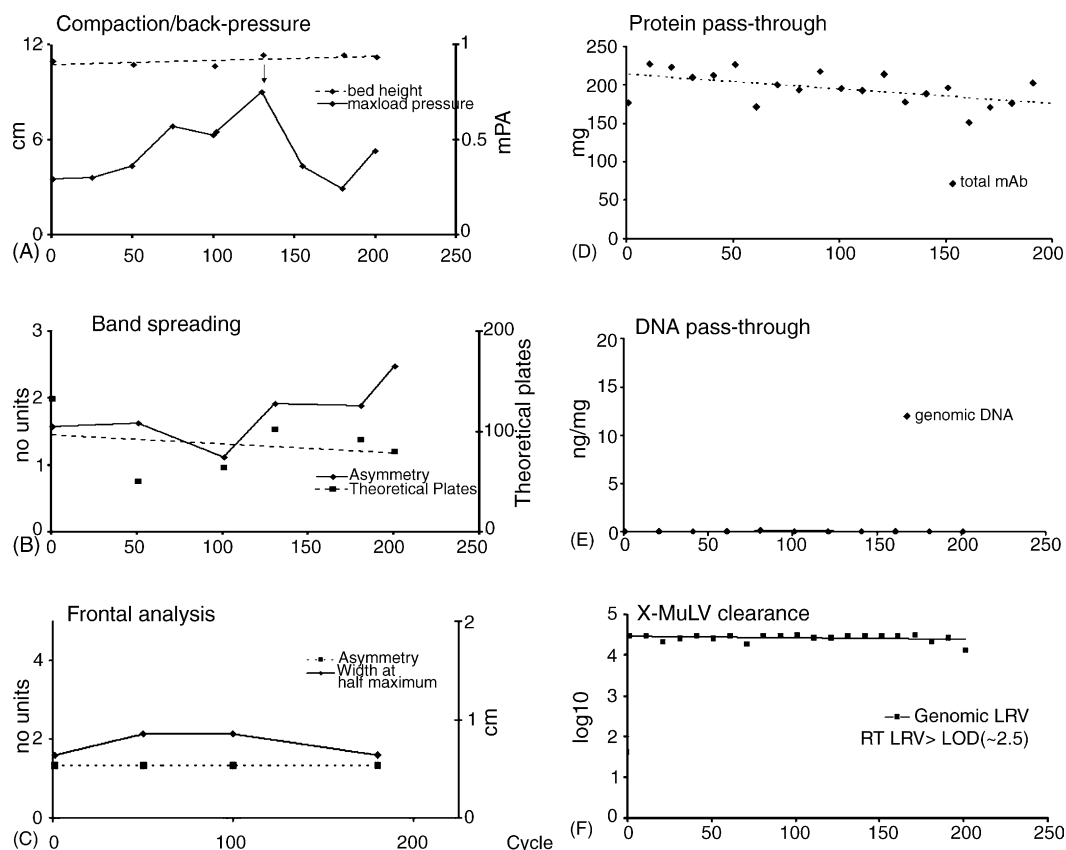 Compaction/back-pressure
12
6
0
cm
1
0.5
0
mPA
bed height
maxload pressure
(A)
0 50 100 150 200 250
Band spreading
3
2
1
0
no units
200
100
0
Theoretical plates
Asymmetry
Theoretical Plates
(B)
0 50 100 150 200 250
Frontal analysis
4
2
0
no units
2
1
0
cm
Asymmetry
Width at
half maximum
(C)
0 100 200 Cycle
Protein pass-through
250
200
150
100
50
0
mg
total mAb
(D)
0 50 100 150 200
DNA pass-through
20
15
10
5
0
ng/mg
genomic DNA
(E)
0 50 100 150 200 250
X-MuLV clearance
5
4
3
2
1
0
log10
Genomic LRV
RT LRV> LOD(~2.5)
(F)
0 50 100 150 200 250